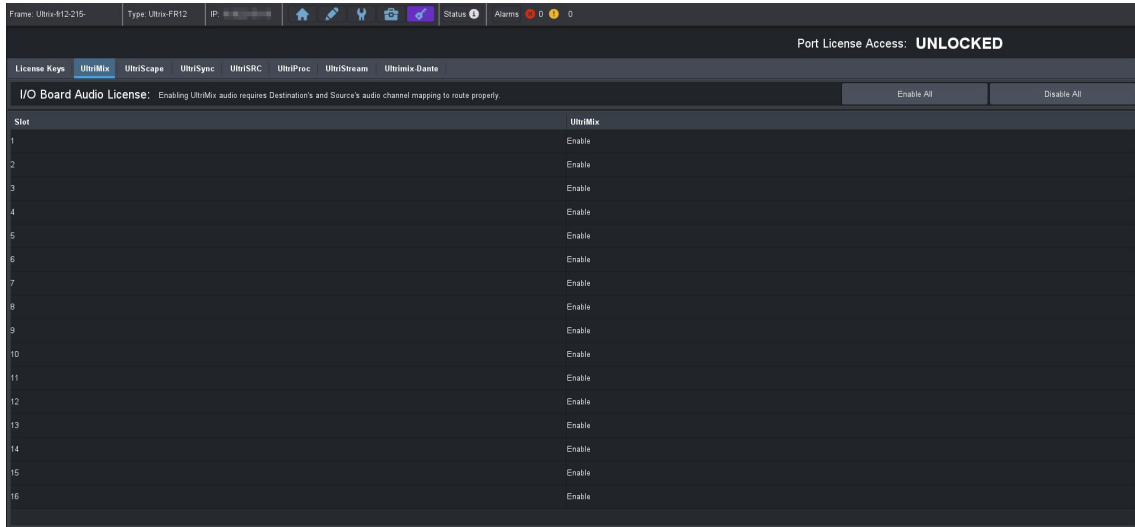 Frame: Ultrix-fr12-215- Type: Ultrix-FR12 IP: Status Alarms 0 0
Port License Access: UNLOCKED
License Keys UltriMix UltriScape UltriSync UltriSRC UltriProc UltriStream Ultrimix-Dante
I/O Board Audio License: Enabling UltriMix audio requires Destination's and Source's audio channel mapping to route properly. Enable All Disable All
Slot UltriMix
1 Enable
2 Enable
3 Enable
4 Enable
5 Enable
6 Enable
7 Enable
8 Enable
9 Enable
10 Enable
11 Enable
12 Enable
13 Enable
14 Enable
15 Enable
16 Enable